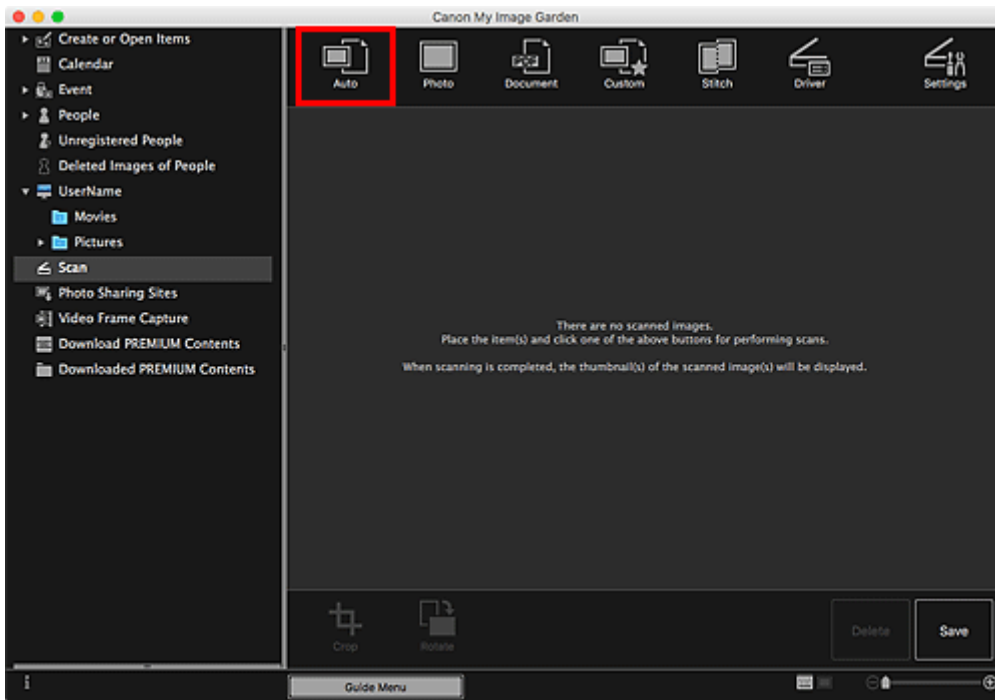 Canon My Image Garden
Create or Open Items
Calendar
Event
People
Unregistered People
Deleted Images of People
UserName
Movies
Pictures
Scan
Photo Sharing Sites
Video Frame Capture
Download PREMIUM Contents
Downloaded PREMIUM Contents
Auto
Photo
PDF
Document
Custom
Stitch
Driver
Settings
There are no scanned images.
Place the item(s) and click one of the above buttons for performing scans.
When scanning is completed, the thumbnail(s) of the scanned image(s) will be displayed.
Crop
Rotate
Delete
Save
i
Guide Menu